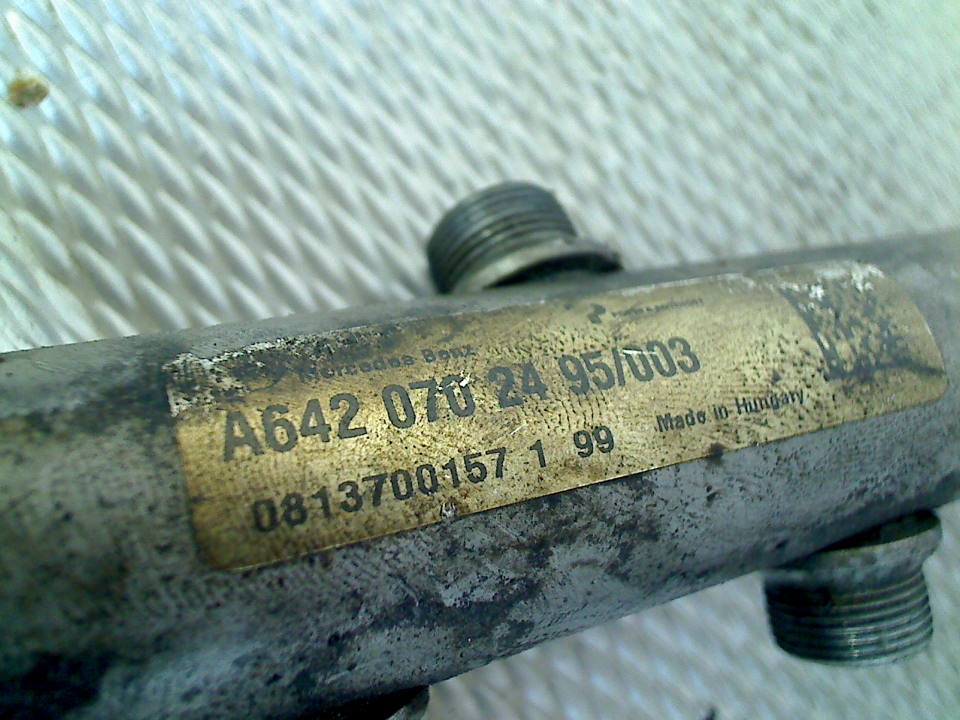 Mercedes Benz
A642 070 24 95/003
0813700157 1 99
Made in Hungary